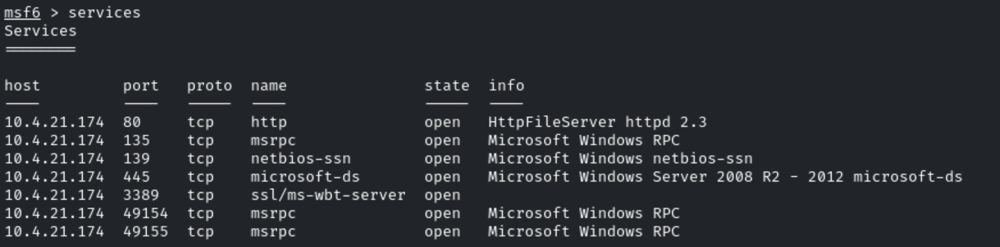 msf6 > services
Services
========
host port proto name state info
---- ---- ----- ---- ----- ----
10.4.21.174 80 tcp http open HttpFileServer httpd 2.3
10.4.21.174 135 tcp msrpc open Microsoft Windows RPC
10.4.21.174 139 tcp netbios-ssn open Microsoft Windows netbios-ssn
10.4.21.174 445 tcp microsoft-ds open Microsoft Windows Server 2008 R2 - 2012 microsoft-ds
10.4.21.174 3389 tcp ssl/ms-wbt-server open
10.4.21.174 49154 tcp msrpc open Microsoft Windows RPC
10.4.21.174 49155 tcp msrpc open Microsoft Windows RPC